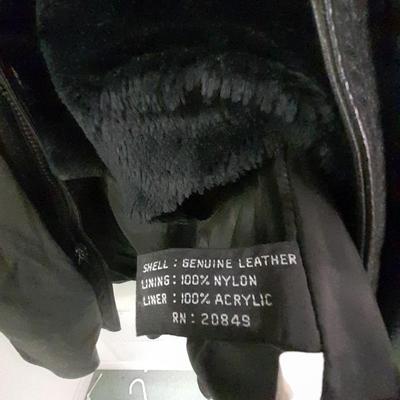 SHELL : GENUINE LEATHER
LINING : 100% NYLON
LINER : 100% ACRYLIC
RN : 20849